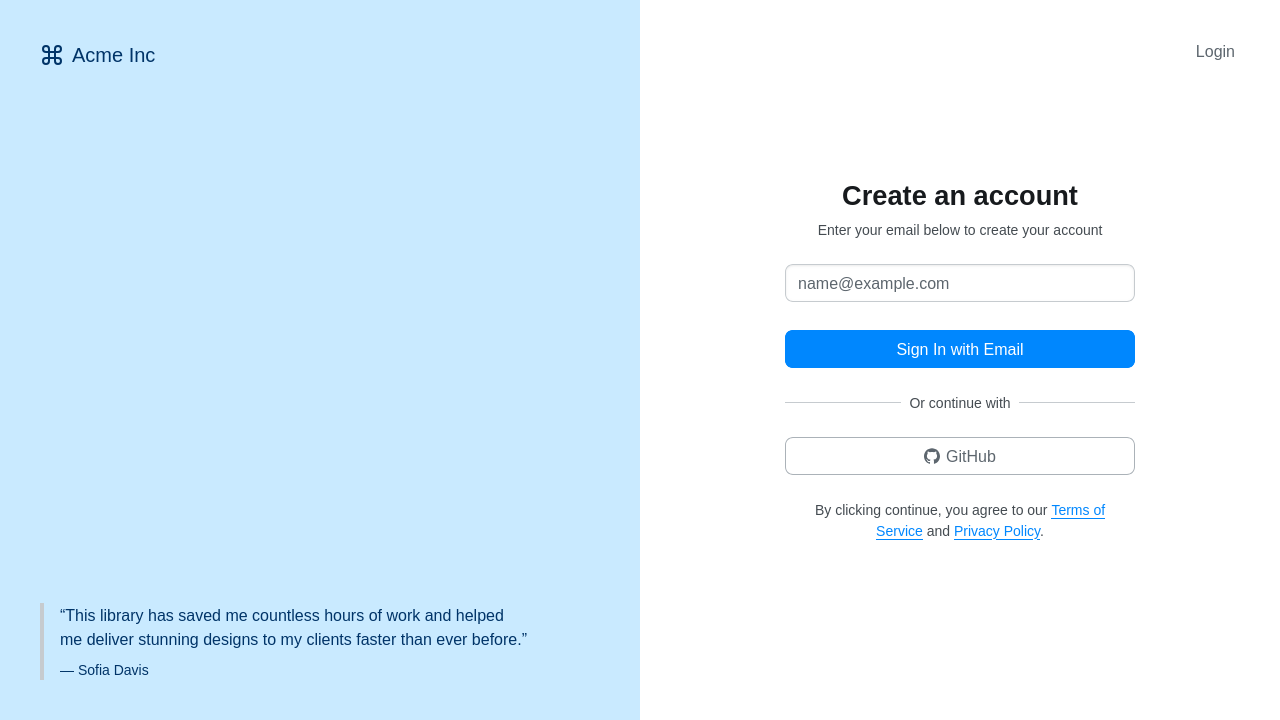 Acme Inc
Login
Create an account
Enter your email below to create your account
name@example.com
Sign In with Email
Or continue with
GitHub
By clicking continue, you agree to our Terms of
Service and Privacy Policy.
“This library has saved me countless hours of work and helped
me deliver stunning designs to my clients faster than ever before.”
— Sofia Davis